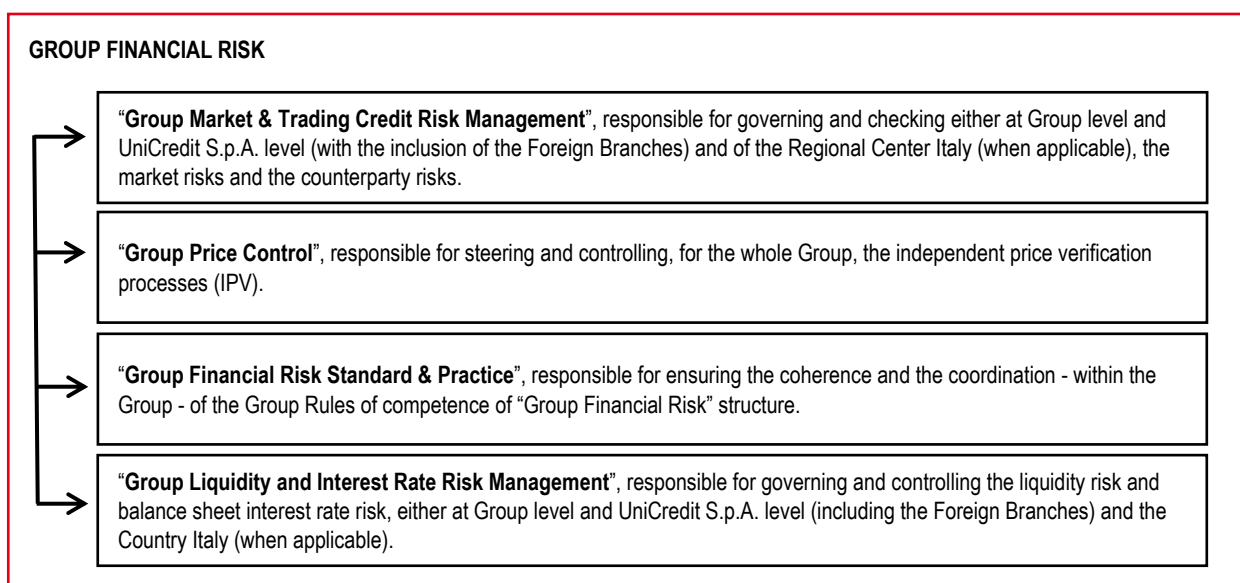 GROUP FINANCIAL RISK
“Group Market & Trading Credit Risk Management”, responsible for governing and checking either at Group level and
UniCredit S.p.A. level (with the inclusion of the Foreign Branches) and of the Regional Center Italy (when applicable), the
market risks and the counterparty risks.
“Group Price Control”, responsible for steering and controlling, for the whole Group, the independent price verification
processes (IPV).
“Group Financial Risk Standard & Practice”, responsible for ensuring the coherence and the coordination - within the
Group - of the Group Rules of competence of “Group Financial Risk” structure.
“Group Liquidity and Interest Rate Risk Management”, responsible for governing and controlling the liquidity risk and
balance sheet interest rate risk, either at Group level and UniCredit S.p.A. level (including the Foreign Branches) and the
Country Italy (when applicable).